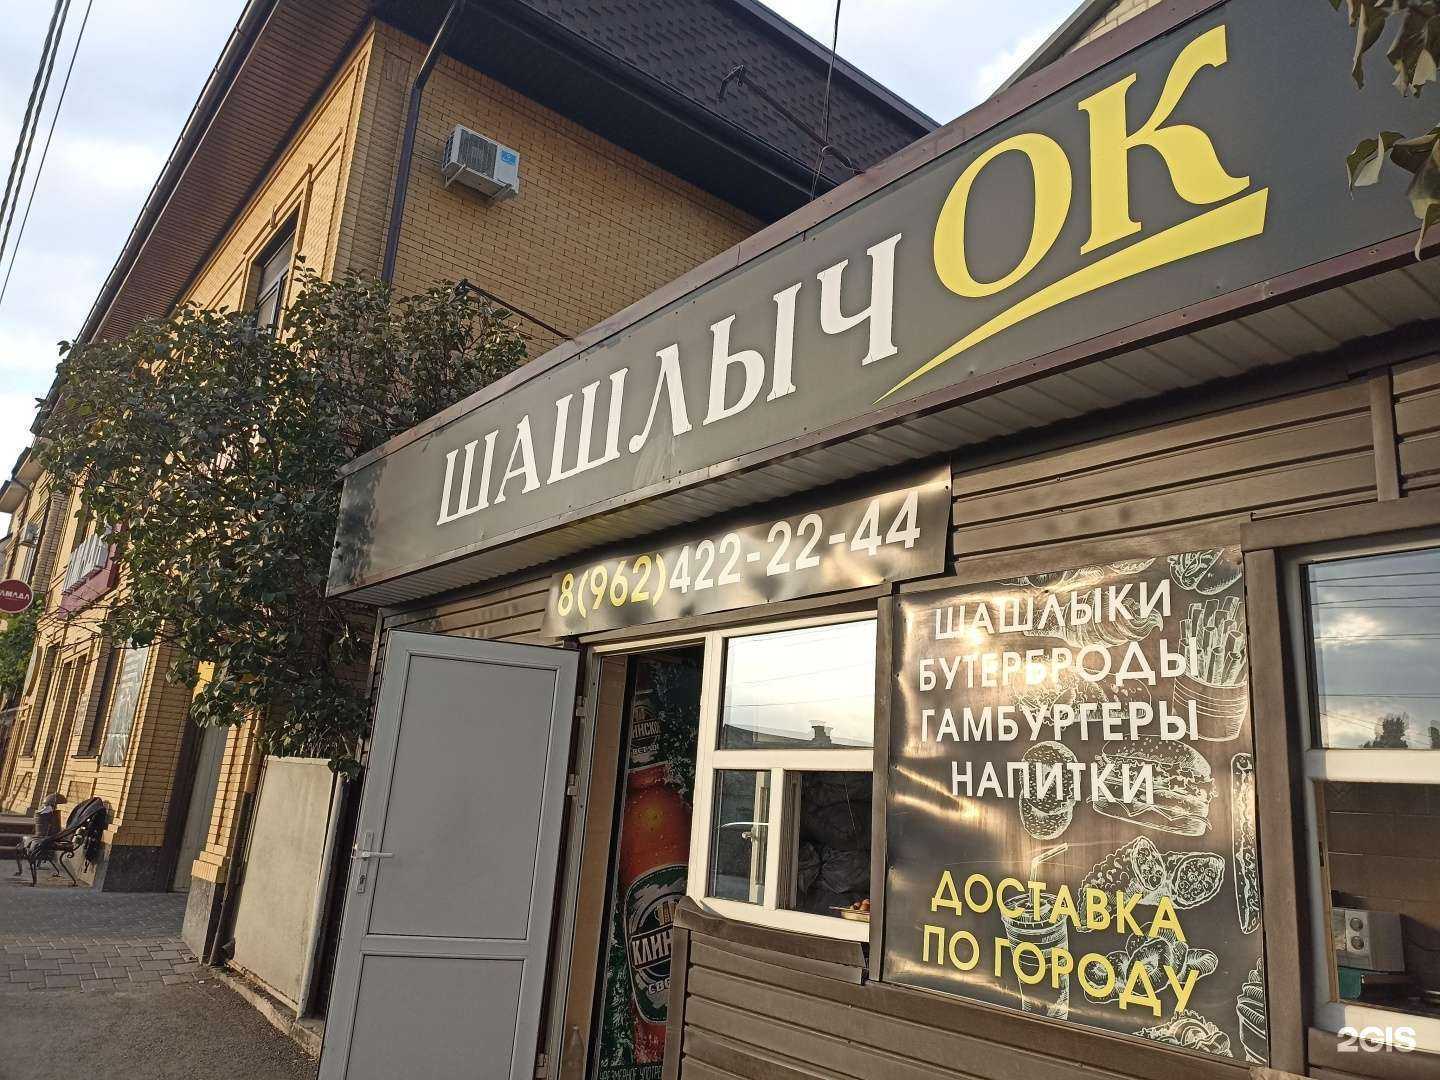 ШАШЛЫЧОК
8(962)422-22-44
ШАШЛЫКИ
БУТЕРБРОДЫ
ГАМБУРГЕРЫ
НАПИТКИ
ДОСТАВКА
ПО ГОРОДУ
2GIS